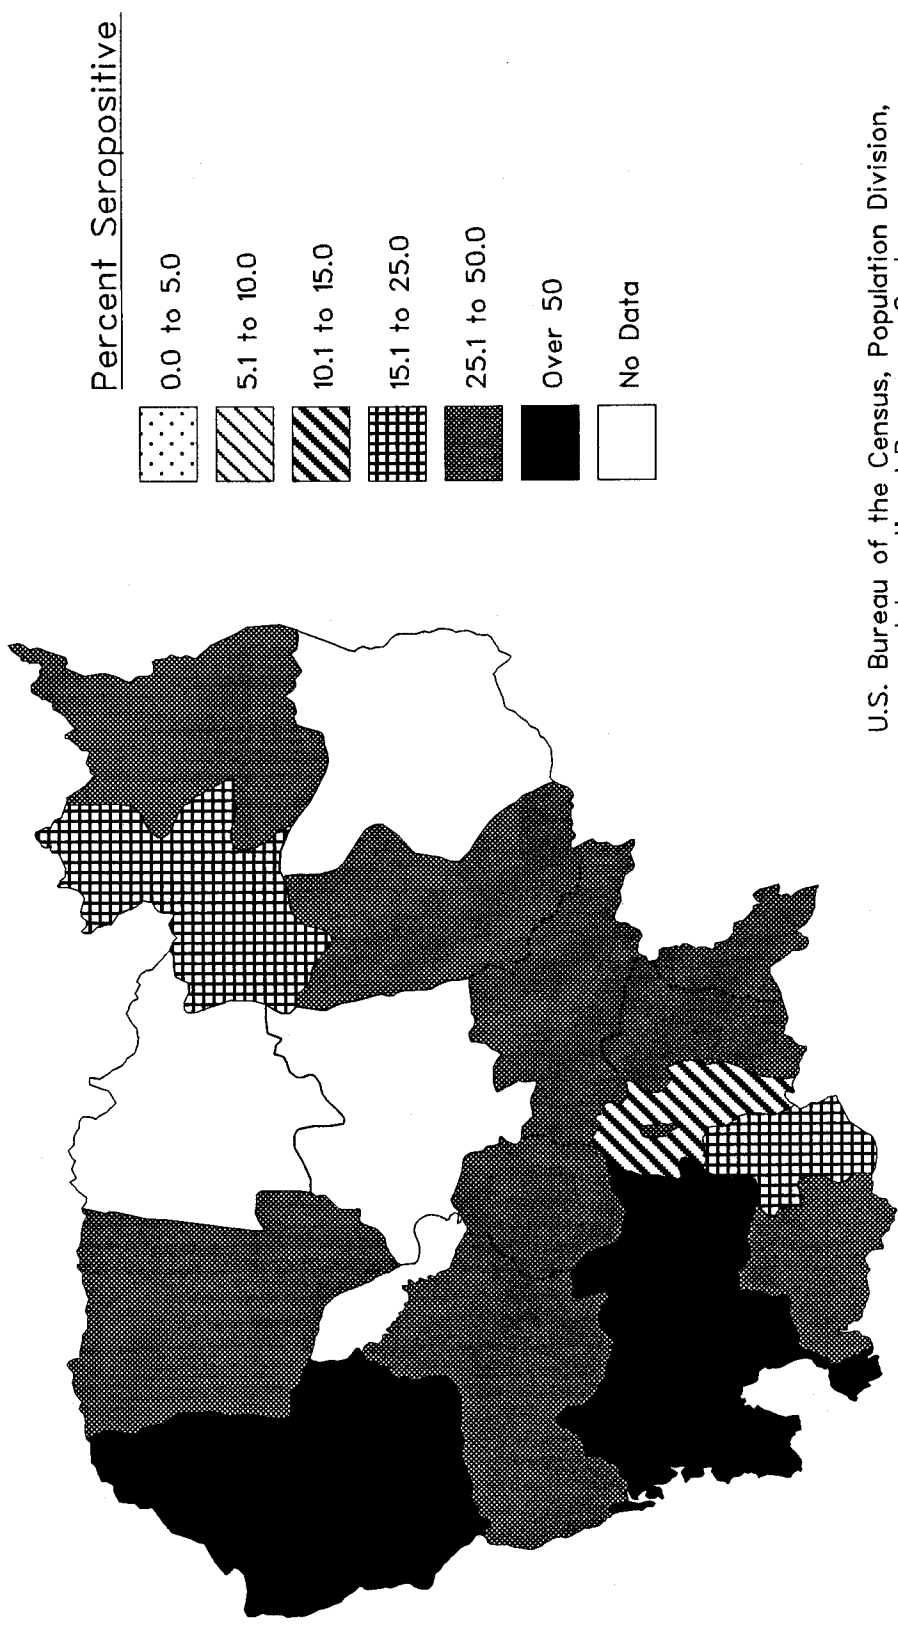 Percent Seropositive
0.0 to 5.0
5.1 to 10.0
10.1 to 15.0
15.1 to 25.0
25.1 to 50.0
Over 50
No Data
U.S. Bureau of the Census, Population Division,